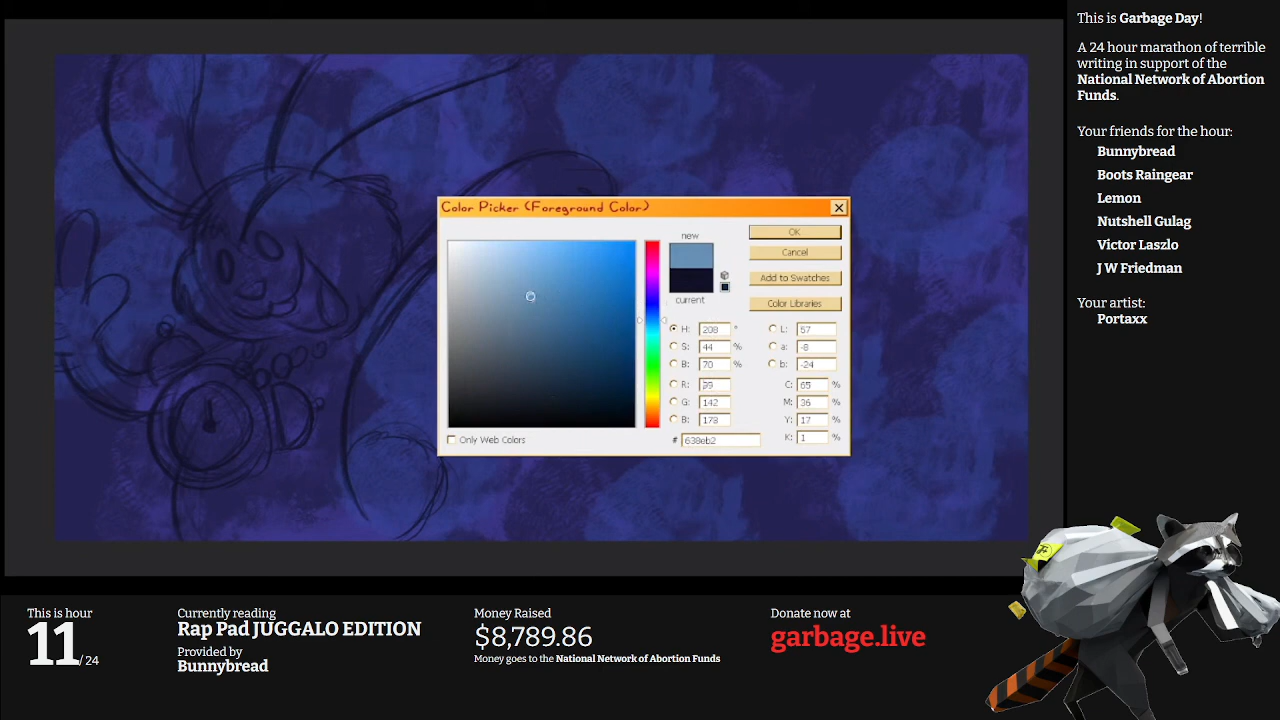 This is Garbage Day!
A 24 hour marathon of terrible
writing in support of the
National Network of Abortion
Funds.
Your friends for the hour:
Bunnybread
Boots Raingear
Lemon
Nutshell Gulag
Victor Laszlo
J W Friedman
Your artist:
Portaxx
Color Picker (Foreground Color)
new
current
OK
Cancel
Add to Swatches
Color Libraries
H: 208 °
S: 44 %
B: 70 %
R: 99
G: 142
B: 178
# 638eb2
L: 57
a: -8
b: -24
C: 65 %
M: 36 %
Y: 17 %
K: 1 %
Only Web Colors
This is hour
11 / 24
Currently reading
Rap Pad JUGGALO EDITION
Provided by
Bunnybread
Money Raised
$8,789.86
Money goes to the National Network of Abortion Funds
Donate now at
garbage.live